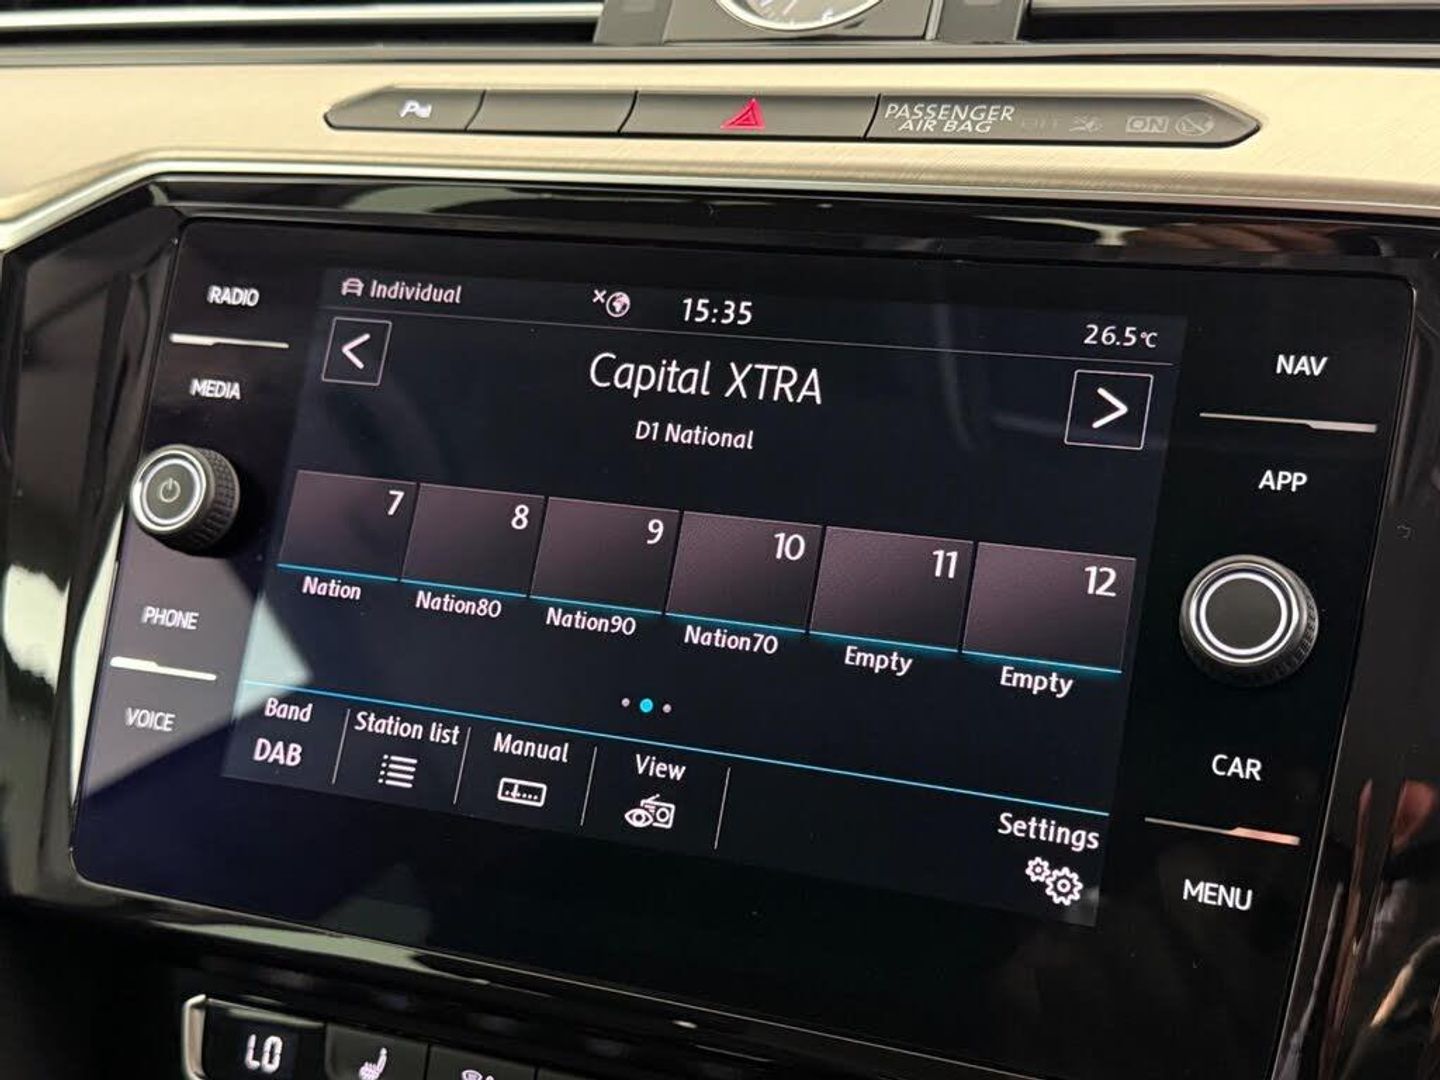 PASSENGER
AIR BAG OFF ON
RADIO
MEDIA
PHONE
VOICE
Individual
15:35
26.5°C
<
Capital XTRA
>
D1 National
7 8 9 10 11 12
Nation Nation80 Nation90 Nation70 Empty Empty
Band
DAB
Station list
Manual
View
Settings
NAV
APP
CAR
MENU
LO